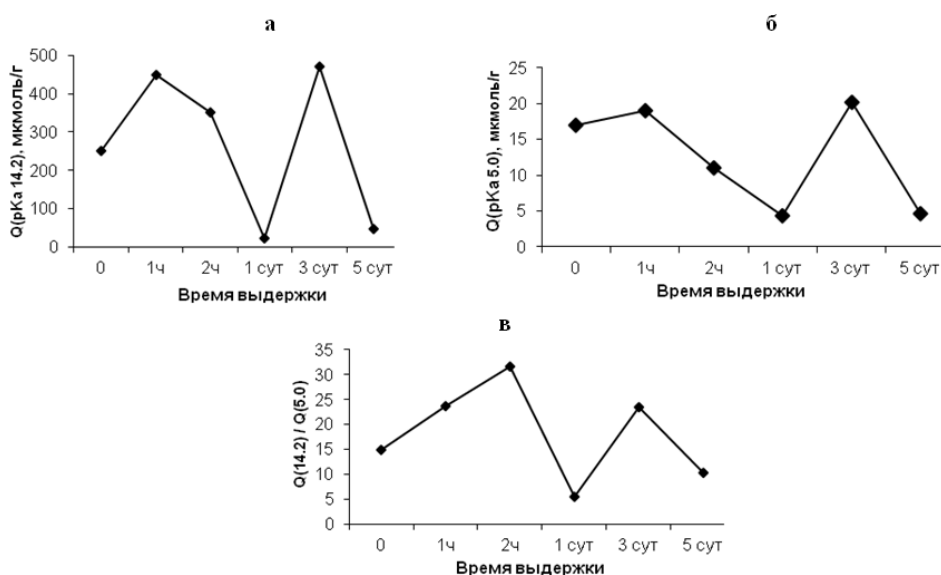 а
Q(pKa 14.2), мкмоль/г
500
400
300
200
100
0
0 1ч 2ч 1 сут 3 сут 5 сут
Время выдержки
б
Q(pKa 5.0), мкмоль/г
25
20
15
10
5
0
0 1ч 2ч 1 сут 3 сут 5 сут
Время выдержки
в
Q(14.2) / Q(5.0)
35
30
25
20
15
10
5
0
0 1ч 2ч 1 сут 3 сут 5 сут
Время выдержки